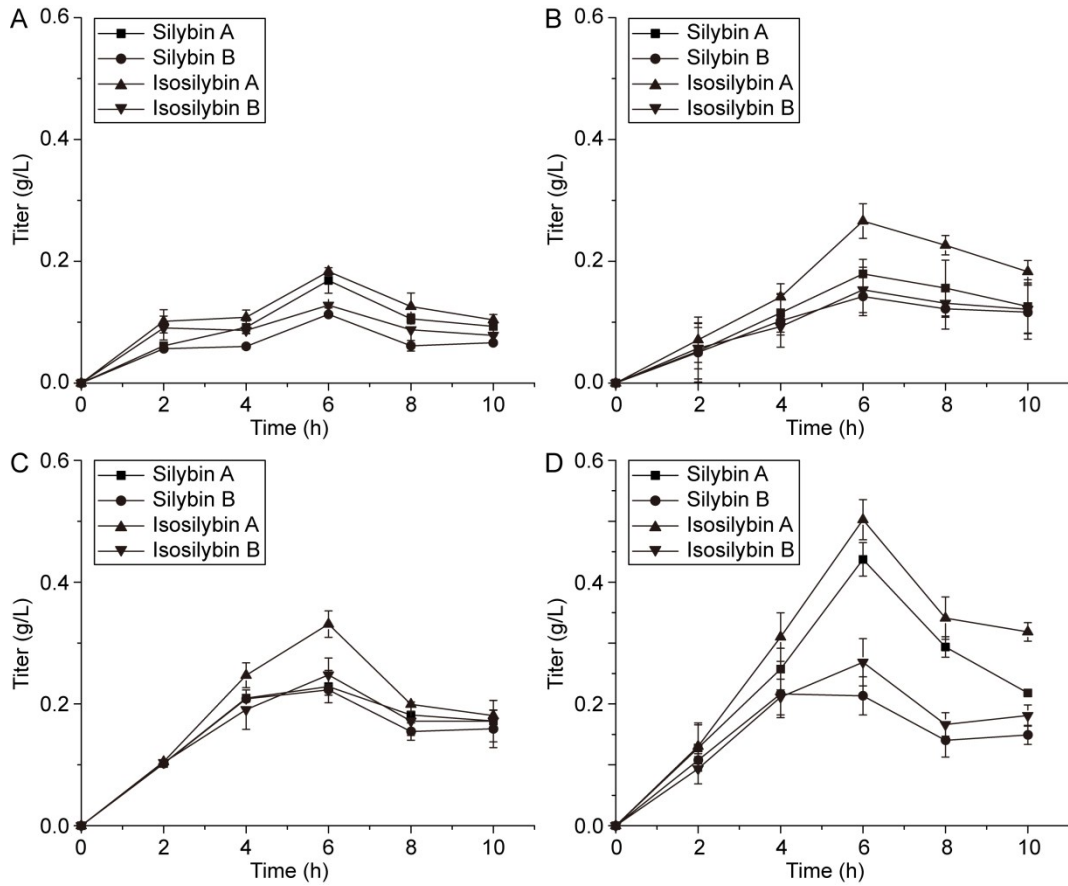 A
0.6
0.4
0.2
0.0
Titer (g/L)
Silybin A
Silybin B
Isosilybin A
Isosilybin B
0 2 4 6 8 10
Time (h)
B
0.6
0.4
0.2
0.0
Titer (g/L)
Silybin A
Silybin B
Isosilybin A
Isosilybin B
0 2 4 6 8 10
Time (h)
C
0.6
0.4
0.2
0.0
Titer (g/L)
Silybin A
Silybin B
Isosilybin A
Isosilybin B
0 2 4 6 8 10
Time (h)
D
0.6
0.4
0.2
0.0
Titer (g/L)
Silybin A
Silybin B
Isosilybin A
Isosilybin B
0 2 4 6 8 10
Time (h)